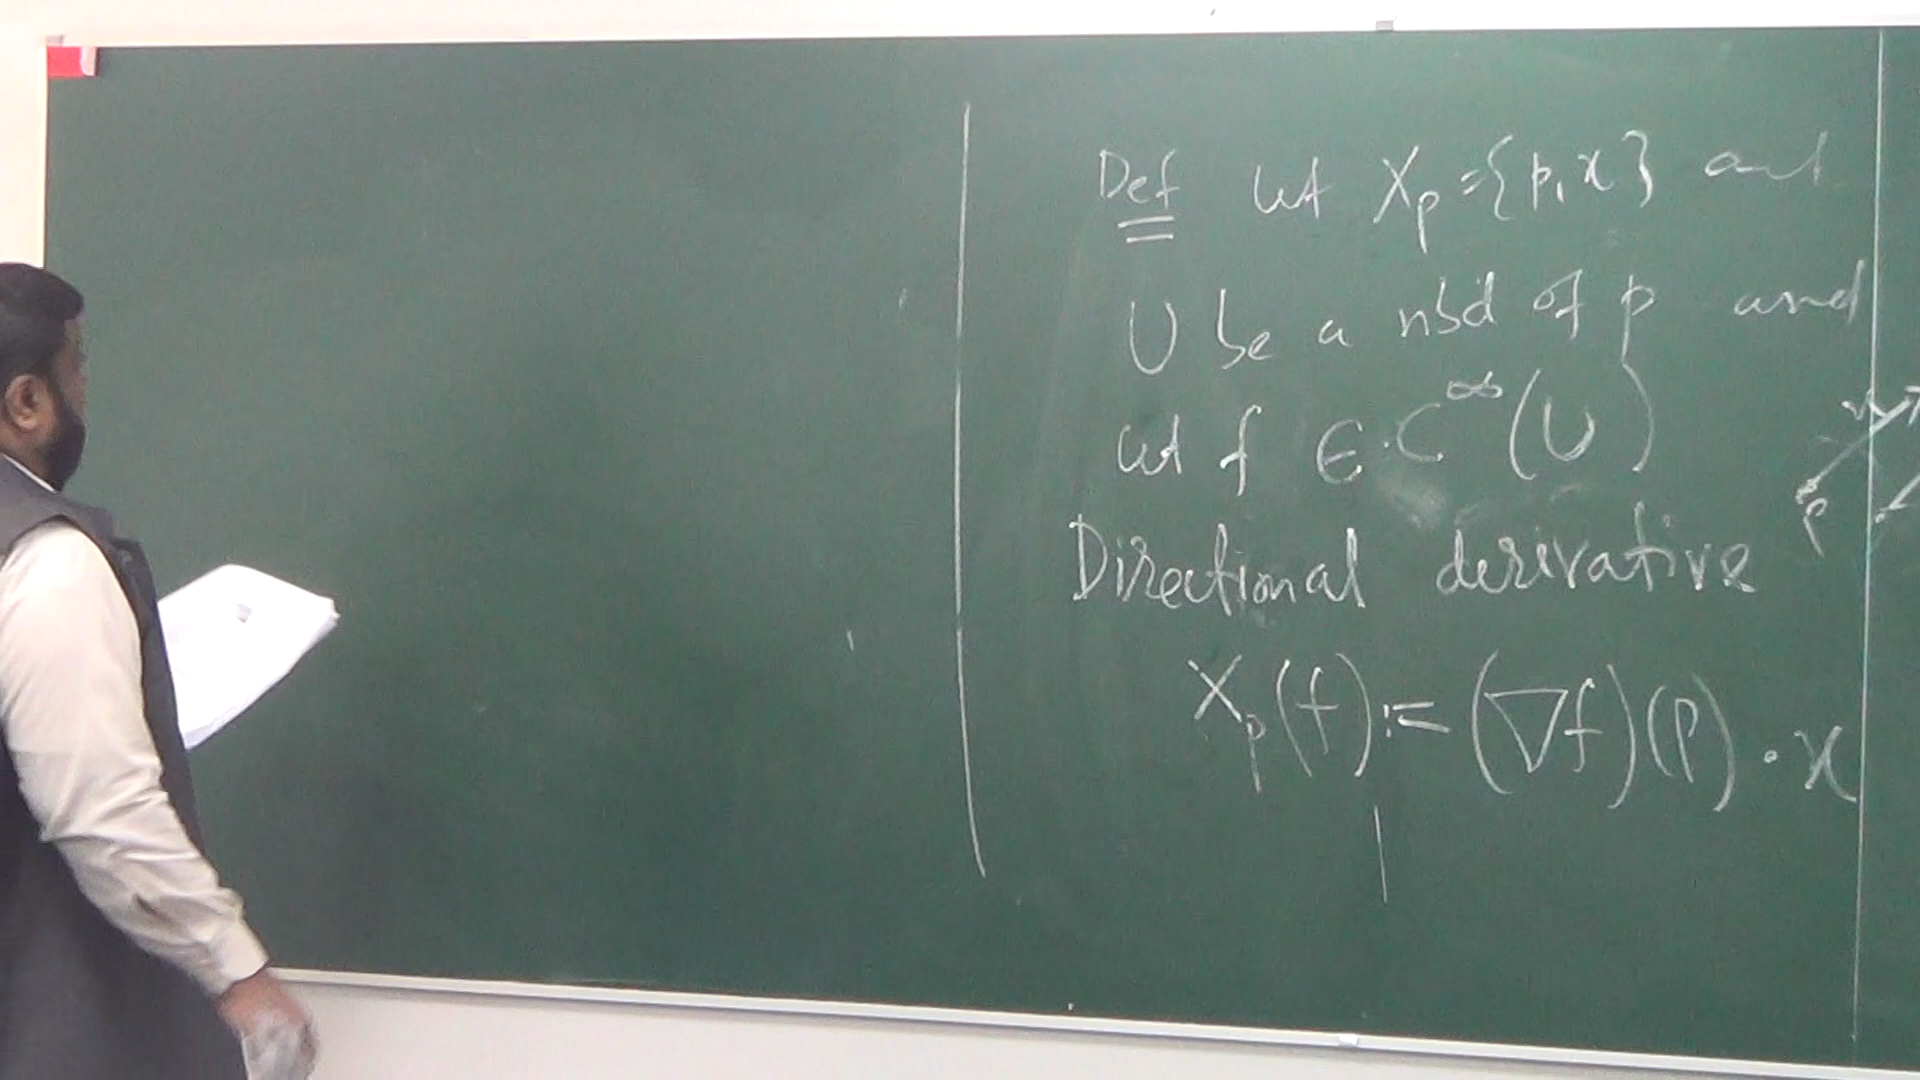 Def let Xₚ = {p, x} and
U be a nbd of p and
let f ∈ C^∞(U)
Directional derivative
Xₚ(f) := (∇f)(p) · x
p